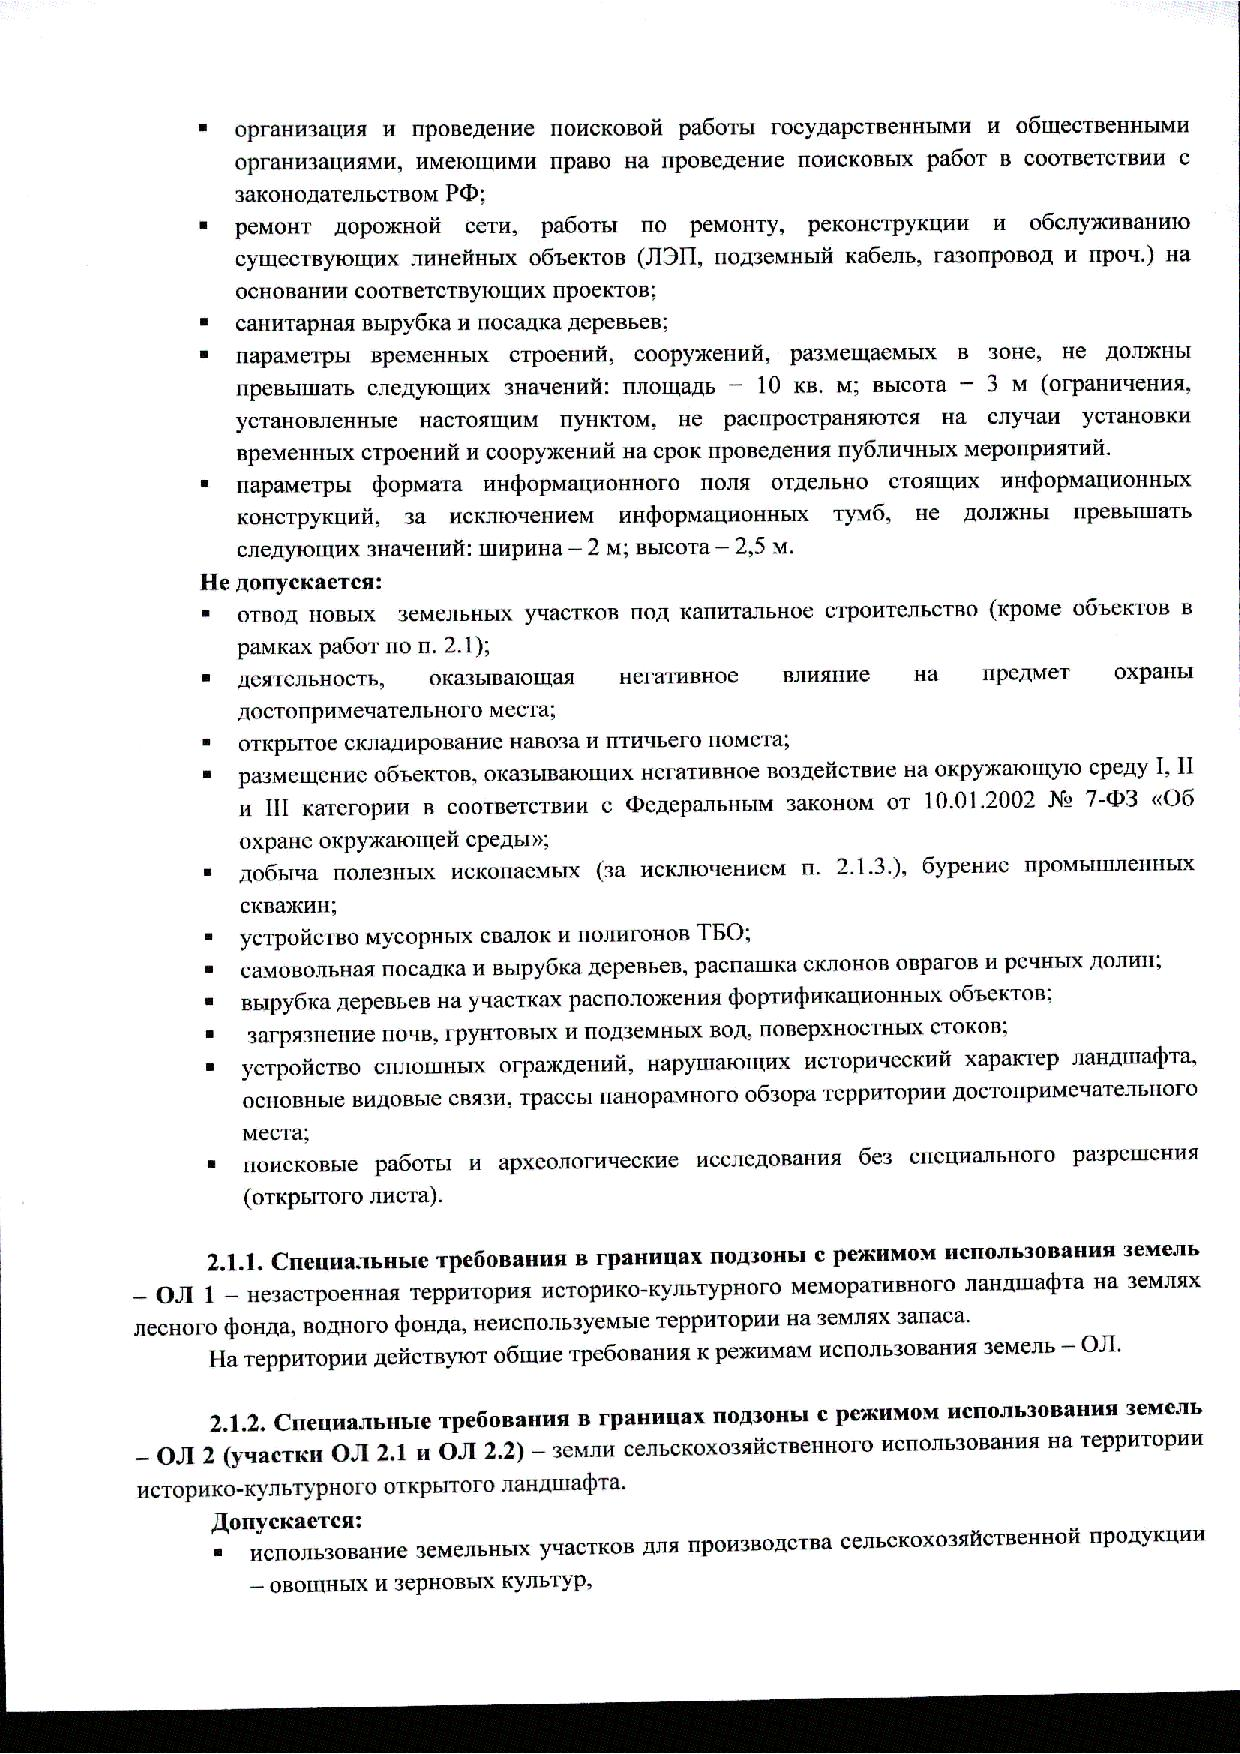 ▪ организация и проведение поисковой работы государственными и общественными
организациями, имеющими право на проведение поисковых работ в соответствии с
законодательством РФ;
▪ ремонт дорожной сети, работы по ремонту, реконструкции и обслуживанию
существующих линейных объектов (ЛЭП, подземный кабель, газопровод и проч.) на
основании соответствующих проектов;
▪ санитарная вырубка и посадка деревьев;
▪ параметры временных строений, сооружений, размещаемых в зоне, не должны
превышать следующих значений: площадь – 10 кв. м; высота – 3 м (ограничения,
установленные настоящим пунктом, не распространяются на случаи установки
временных строений и сооружений на срок проведения публичных мероприятий.
▪ параметры формата информационного поля отдельно стоящих информационных
конструкций, за исключением информационных тумб, не должны превышать
следующих значений: ширина – 2 м; высота – 2,5 м.
Не допускается:
▪ отвод новых земельных участков под капитальное строительство (кроме объектов в
рамках работ по п. 2.1);
▪ деятельность, оказывающая негативное влияние на предмет охраны
достопримечательного места;
▪ открытое складирование навоза и птичьего помета;
▪ размещение объектов, оказывающих негативное воздействие на окружающую среду I, II
и III категории в соответствии с Федеральным законом от 10.01.2002 № 7-ФЗ «Об
охране окружающей среды»;
▪ добыча полезных ископаемых (за исключением п. 2.1.3.), бурение промышленных
скважин;
▪ устройство мусорных свалок и полигонов ТБО;
▪ самовольная посадка и вырубка деревьев, распашка склонов оврагов и речных долин;
▪ вырубка деревьев на участках расположения фортификационных объектов;
▪ загрязнение почв, грунтовых и подземных вод, поверхностных стоков;
▪ устройство сплошных ограждений, нарушающих исторический характер ландшафта,
основные видовые связи, трассы панорамного обзора территории достопримечательного
места;
▪ поисковые работы и археологические исследования без специального разрешения
(открытого листа).
2.1.1. Специальные требования в границах подзоны с режимом использования земель
– ОЛ 1 – незастроенная территория историко-культурного меморативного ландшафта на землях
лесного фонда, водного фонда, неиспользуемые территории на землях запаса.
На территории действуют общие требования к режимам использования земель – ОЛ.
2.1.2. Специальные требования в границах подзоны с режимом использования земель
– ОЛ 2 (участки ОЛ 2.1 и ОЛ 2.2) – земли сельскохозяйственного использования на территории
историко-культурного открытого ландшафта.
Допускается:
▪ использование земельных участков для производства сельскохозяйственной продукции
– овощных и зерновых культур,